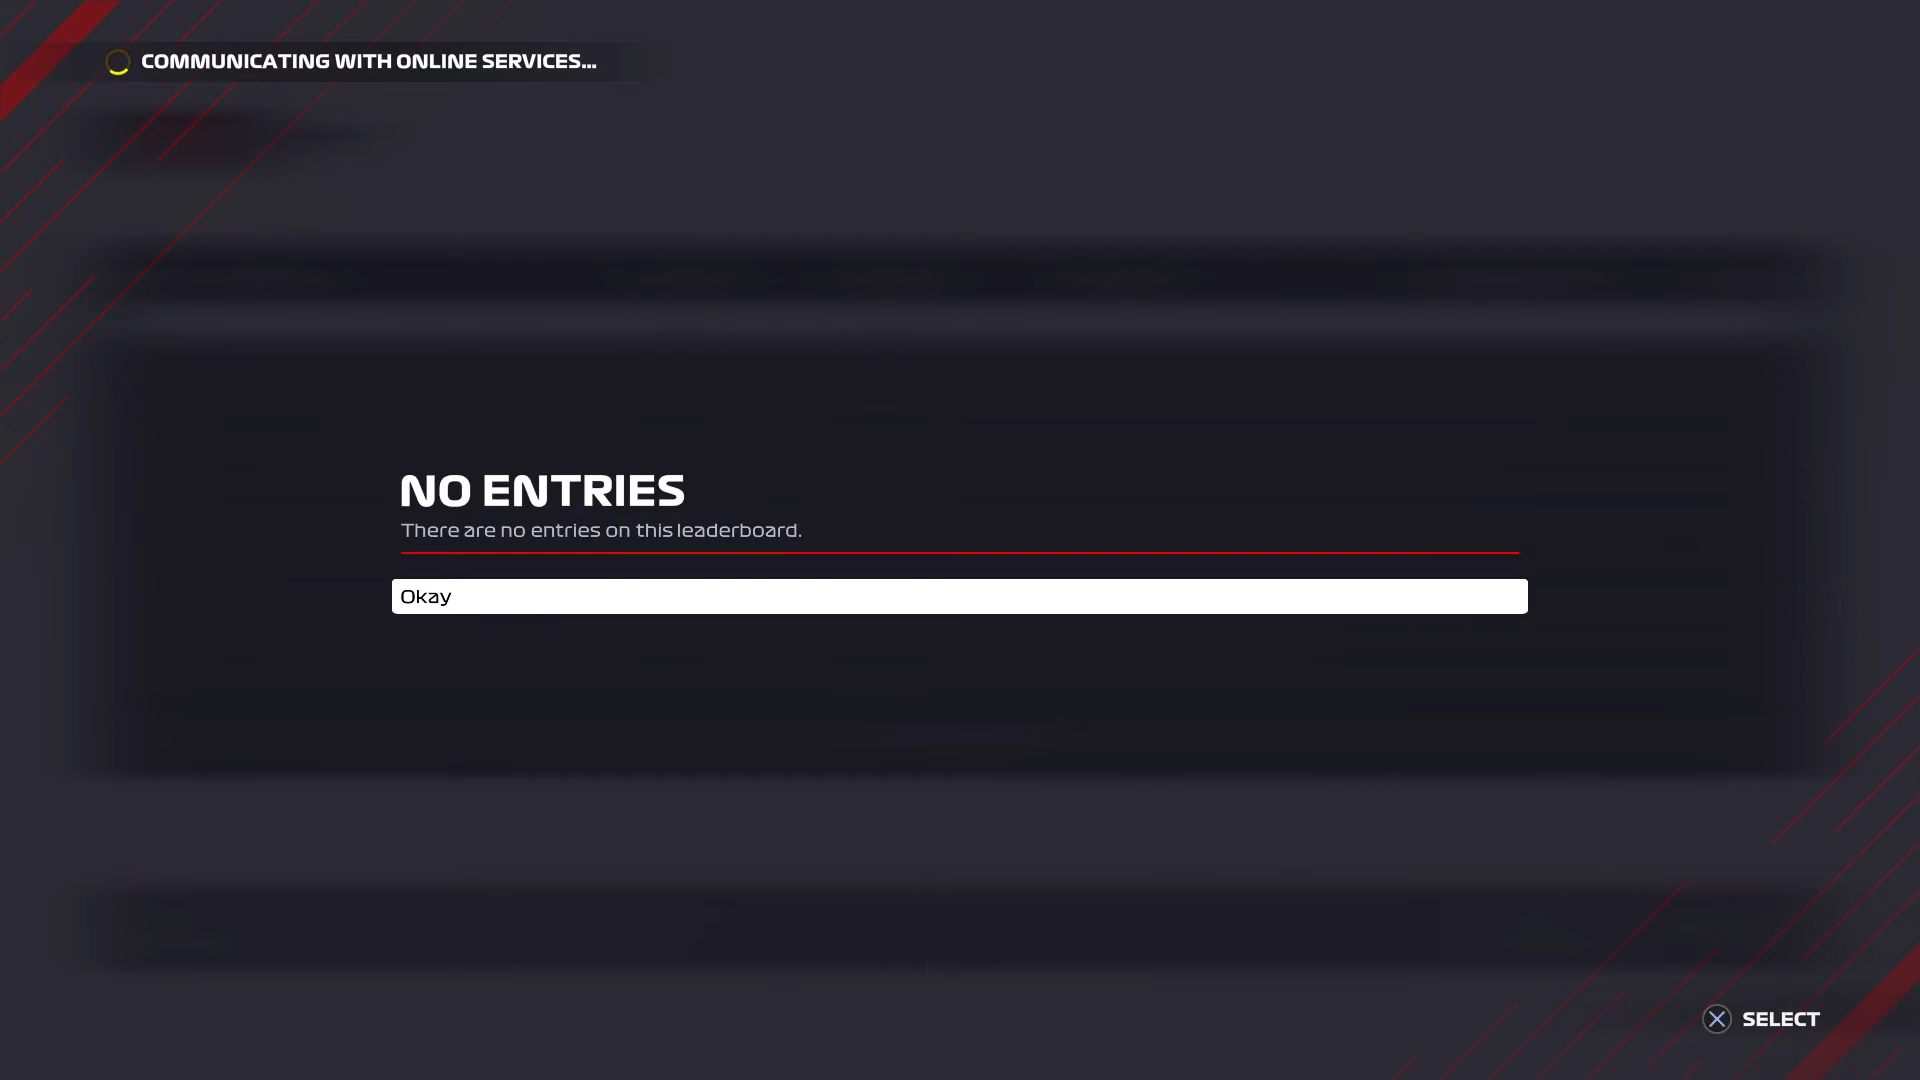 COMMUNICATING WITH ONLINE SERVICES...
NO ENTRIES
There are no entries on this leaderboard.
Okay
SELECT